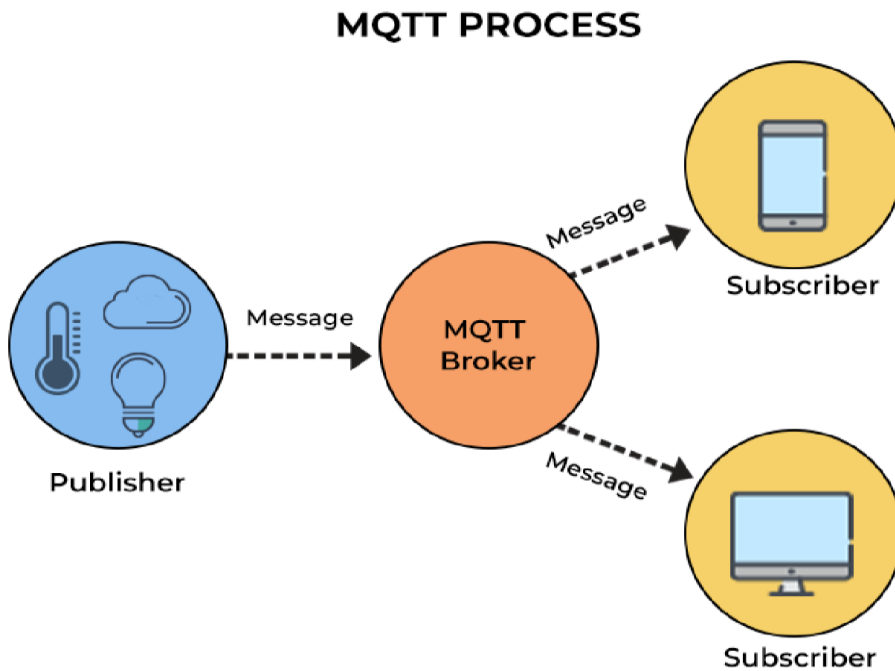 MQTT PROCESS
Message
Subscriber
Message
MQTT
Broker
Publisher
Message
Subscriber